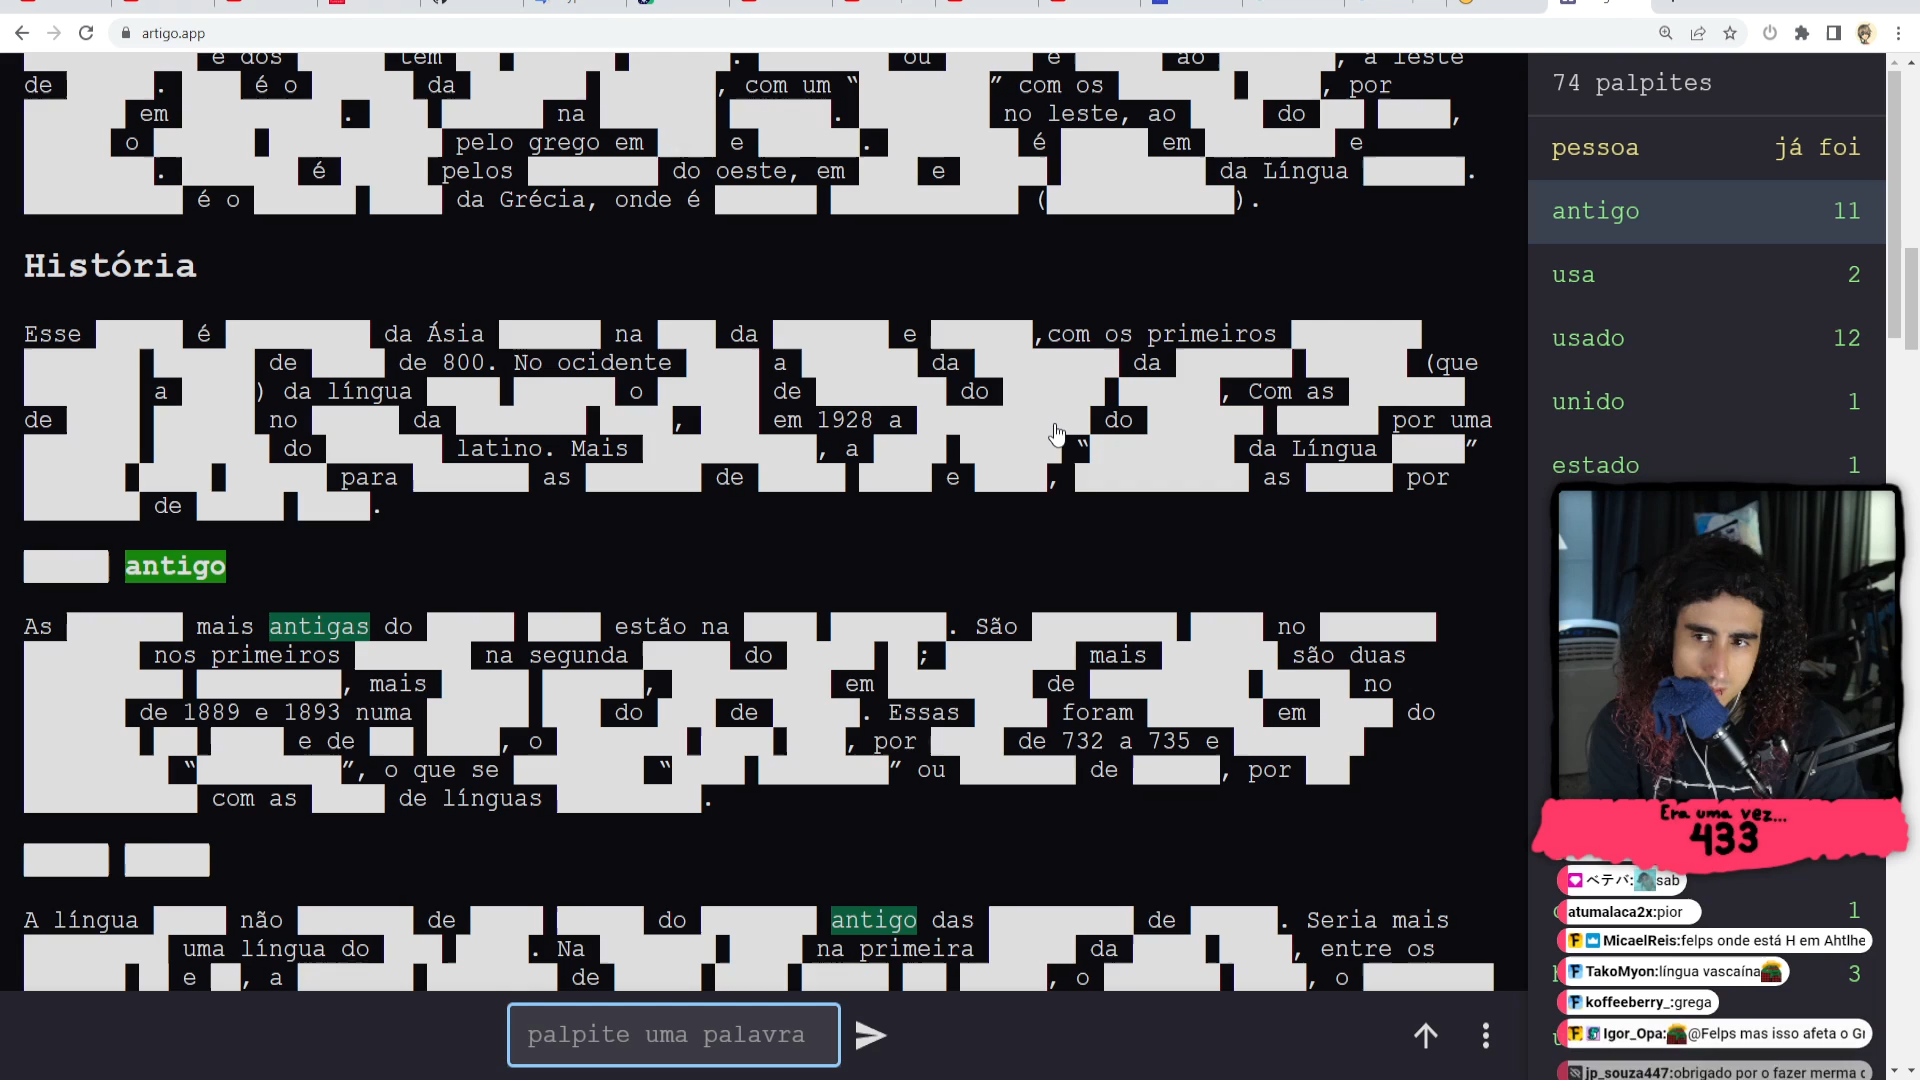 artigo.app
e dos tem . ou e ao , a leste
de . é o da , com um “ ” com os , por
em . na . no leste, ao do ,
o pelo grego em e . é em e
. é pelos do oeste, em e da Língua .
é o da Grécia, onde é ( ).
História
Esse é da Ásia na da e ,com os primeiros
de de 800. No ocidente a da da (que
a ) da língua o de do , Com as
de no da , em 1928 a do por uma
do latino. Mais , a “ da Língua ”
para as de e , as por
de .
antigo
As mais antigas do estão na . São no
nos primeiros na segunda do ; mais são duas
, mais , em de no
de 1889 e 1893 numa do de . Essas foram em do
e de , o , por de 732 a 735 e
“ ”, o que se “ ” ou de , por
com as de línguas .
A língua não de do antigo das de . Seria mais
uma língua do . Na na primeira da , entre os
e , a de , o , o
palpite uma palavra
74 palpites
pessoa já foi
antigo 11
usa 2
usado 12
unido 1
estado 1
Era uma vez...
433
ベテバ: sab
1
atumalaca2x:pior
MicaelReis:felps onde está H em Ahtlhe
TakoMyon:língua vascaína
3
koffeeberry_:grega
Igor_Opa: @Felps mas isso afeta o Gr
jp_souza447:obrigado por o fazer merma c